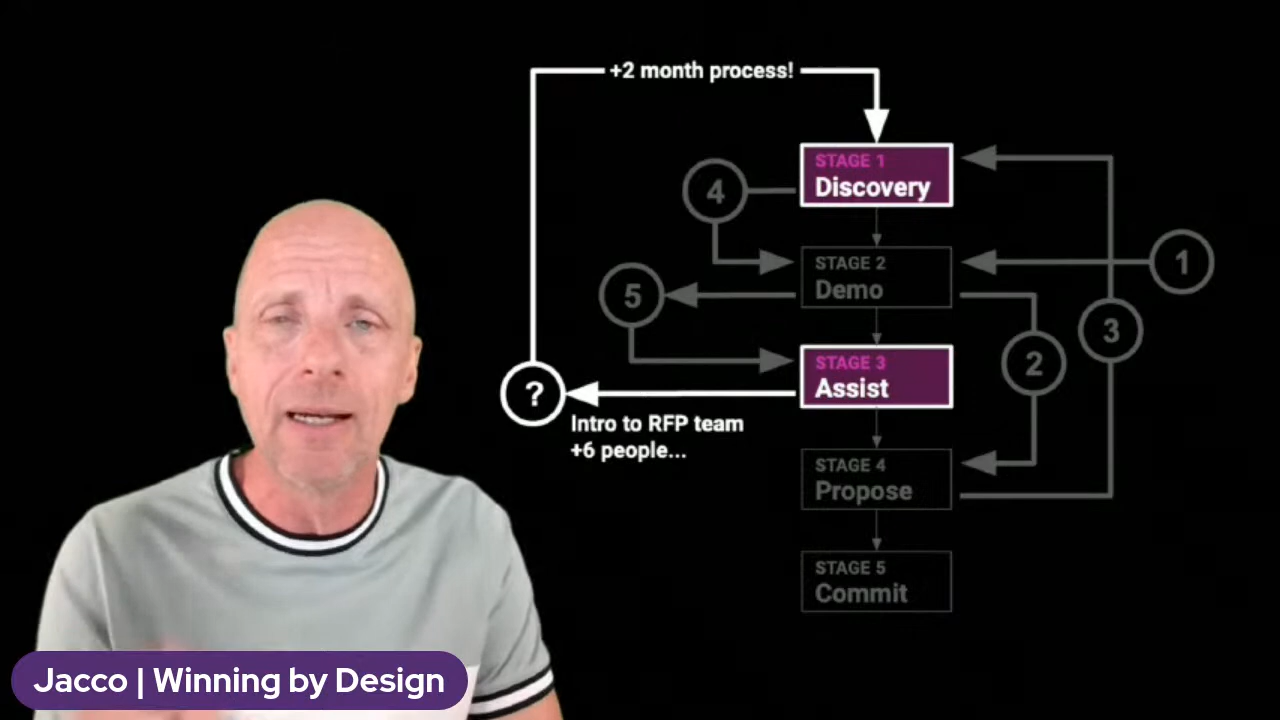 +2 month process!
STAGE 1
Discovery
4
1
STAGE 2
Demo
5
3
2
STAGE 3
Assist
?
Intro to RFP team
+6 people...
STAGE 4
Propose
STAGE 5
Commit
Jacco | Winning by Design